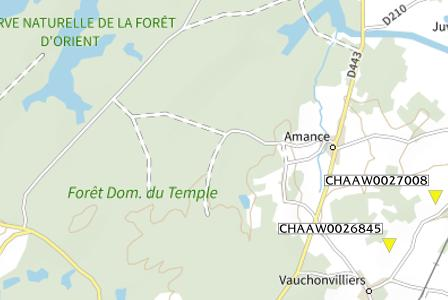 RVE NATURELLE DE LA FORÊT
D'ORIENT
D210
Ju
D443
Amance
CHAAW0027008
Forêt Dom. du Temple
CHAAW0026845
Vauchonvilliers